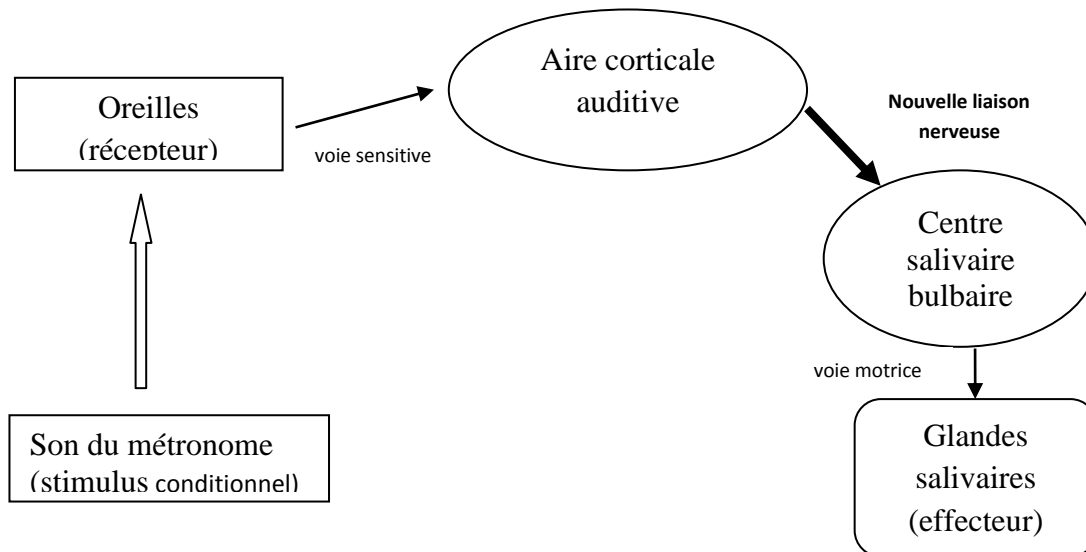 Oreilles
(récepteur)
voie sensitive
Aire corticale
auditive
Nouvelle liaison
nerveuse
Centre
salivaire
bulbaire
voie motrice
Glandes
salivaires
(effecteur)
Son du métronome
(stimulus conditionnel)